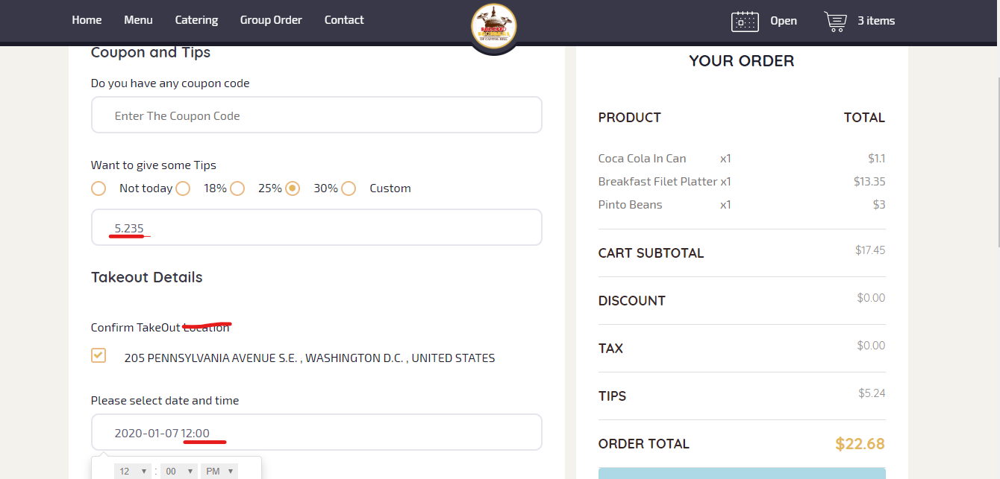 Home Menu Catering Group Order Contact Open 3 items
Coupon and Tips
Do you have any coupon code
Enter The Coupon Code
Want to give some Tips
Not today 18% 25% 30% Custom
5.235
Takeout Details
Confirm TakeOut Location
205 PENNSYLVANIA AVENUE S.E. , WASHINGTON D.C. , UNITED STATES
Please select date and time
2020-01-07 12:00
12 : 00 PM
YOUR ORDER
PRODUCT TOTAL
Coca Cola In Can x1 $1.1
Breakfast Filet Platter x1 $13.35
Pinto Beans x1 $3
CART SUBTOTAL $17.45
DISCOUNT $0.00
TAX $0.00
TIPS $5.24
ORDER TOTAL $22.68